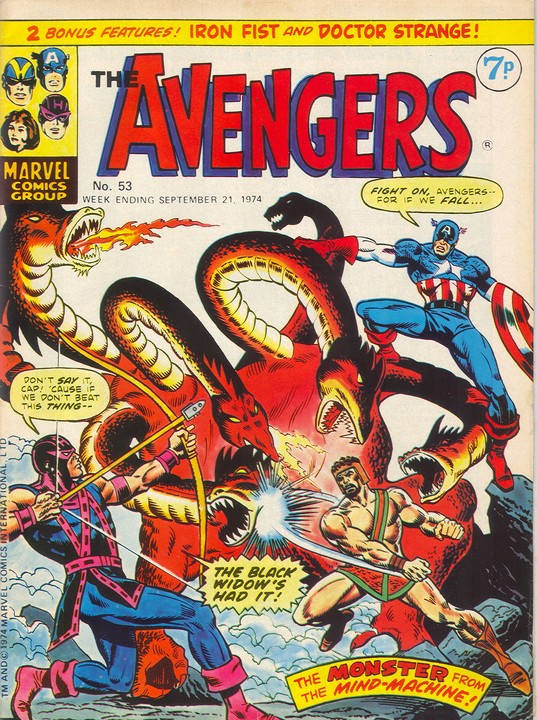 2 BONUS FEATURES! IRON FIST AND DOCTOR STRANGE!
A
H
MARVEL
COMICS
GROUP
THE AVENGERS
7p
®
No. 53
WEEK ENDING SEPTEMBER 21, 1974
FIGHT ON, AVENGERS--
FOR IF WE FALL...
A
DON'T SAY IT,
CAP! 'CAUSE IF
WE DON'T BEAT
THIS THING--
THE BLACK
WIDOW'S
HAD IT!
THE MONSTER FROM
THE MIND-MACHINE!
TM AND © 1974 MARVEL COMICS INTERNATIONAL, LTD